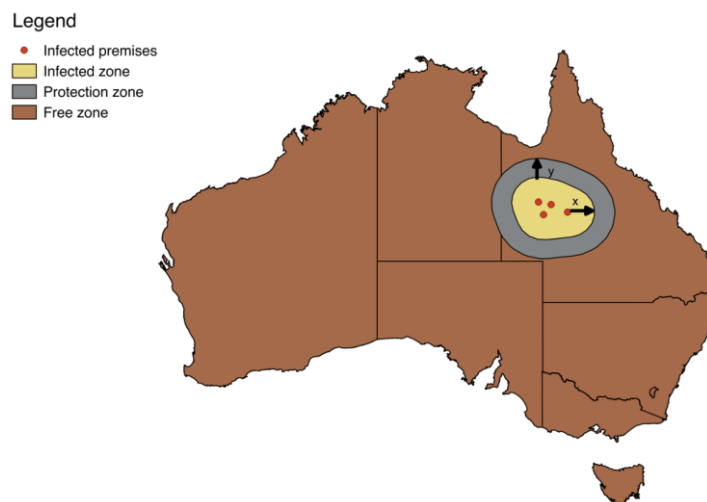 Legend
Infected premises
Infected zone
Protection zone
Free zone
y
x